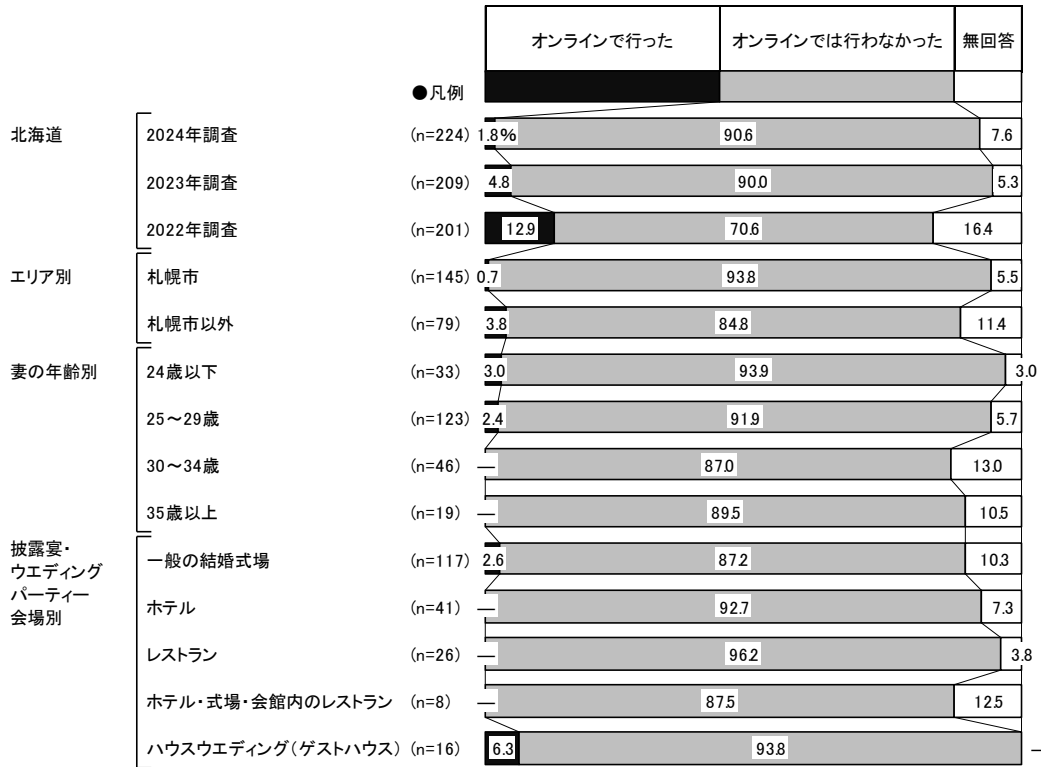 オンラインで行った オンラインでは行わなかった 無回答
●凡例
北海道 2024年調査 (n=224) 1.8% 90.6 7.6
2023年調査 (n=209) 4.8 90.0 5.3
2022年調査 (n=201) 12.9 70.6 16.4
エリア別 札幌市 (n=145) 0.7 93.8 5.5
札幌市以外 (n=79) 3.8 84.8 11.4
妻の年齢別 24歳以下 (n=33) 3.0 93.9 3.0
25～29歳 (n=123) 2.4 91.9 5.7
30～34歳 (n=46) － 87.0 13.0
35歳以上 (n=19) － 89.5 10.5
披露宴・
ウエディング
パーティー
会場別
一般の結婚式場 (n=117) 2.6 87.2 10.3
ホテル (n=41) － 92.7 7.3
レストラン (n=26) － 96.2 3.8
ホテル・式場・会館内のレストラン (n=8) － 87.5 12.5
ハウスウエディング(ゲストハウス) (n=16) 6.3 93.8 －